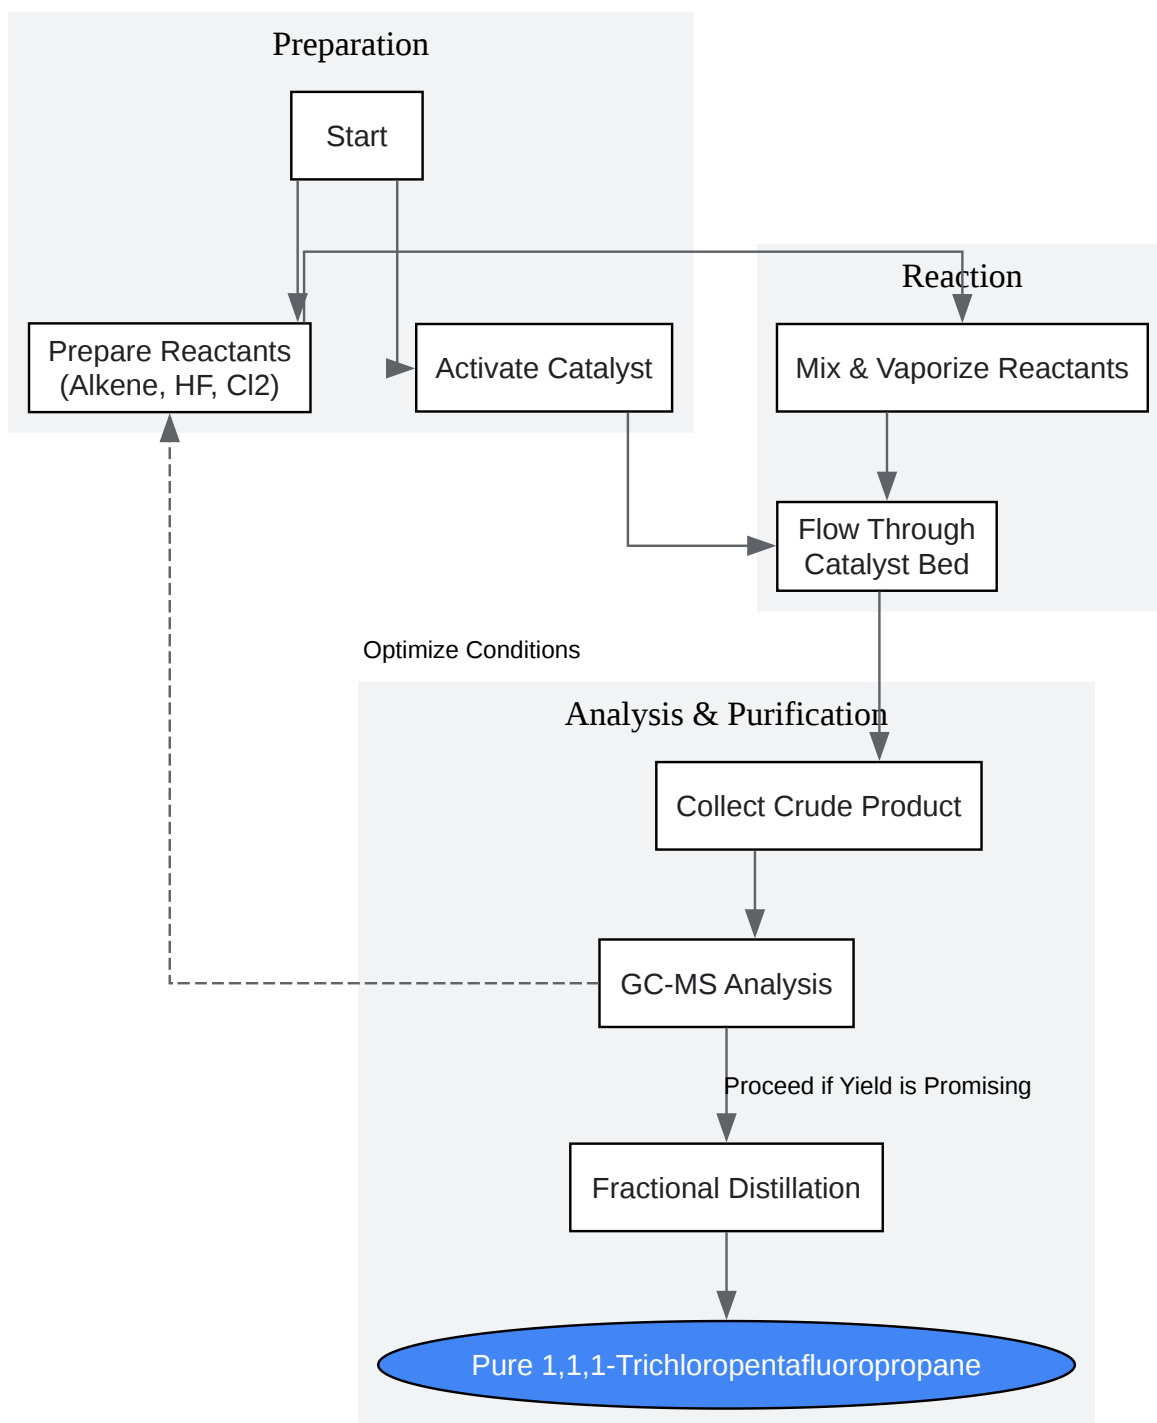 Preparation
Start
Reaction
Prepare Reactants
(Alkene, HF, Cl2)
Activate Catalyst
Mix & Vaporize Reactants
Flow Through
Catalyst Bed
Optimize Conditions
Analysis & Purification
Collect Crude Product
GC-MS Analysis
Proceed if Yield is Promising
Fractional Distillation
Pure 1,1,1-Trichloropentafluoropropane